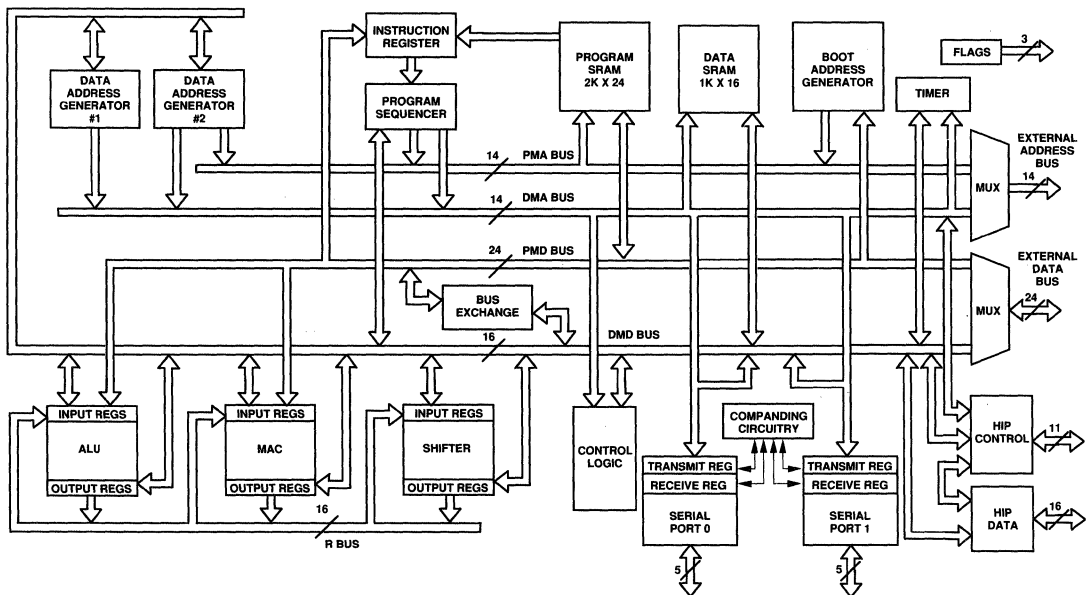 INSTRUCTION
REGISTER
PROGRAM
SRAM
2K X 24
DATA
SRAM
1K X 16
BOOT
ADDRESS
GENERATOR
FLAGS
3
DATA
ADDRESS
GENERATOR
#1
DATA
ADDRESS
GENERATOR
#2
PROGRAM
SEQUENCER
TIMER
EXTERNAL
ADDRESS
BUS
14
14
PMA BUS
MUX
14
DMA BUS
24
PMD BUS
EXTERNAL
DATA
BUS
24
MUX
BUS
EXCHANGE
16
DMD BUS
INPUT REGS
ALU
OUTPUT REGS
INPUT REGS
MAC
OUTPUT REGS
INPUT REGS
SHIFTER
OUTPUT REGS
16
R BUS
CONTROL
LOGIC
COMPANDING
CIRCUITRY
TRANSMIT REG
RECEIVE REG
SERIAL
PORT 0
5
TRANSMIT REG
RECEIVE REG
SERIAL
PORT 1
5
HIP
CONTROL
11
HIP
DATA
16